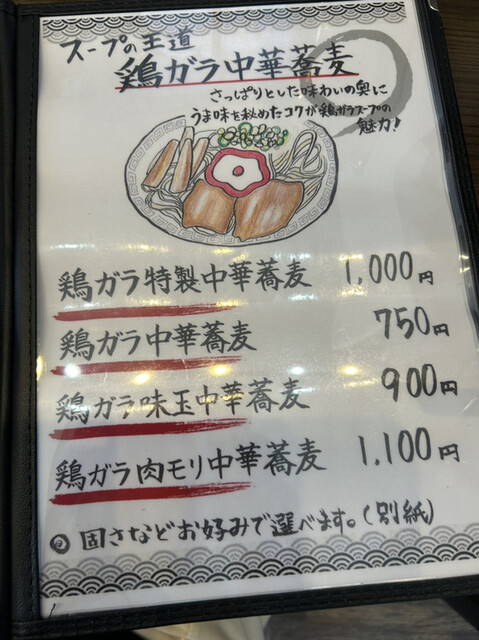 スープの王道
鶏ガラ中華蕎麦
さっぱりとした味わいの奥に
うま味を秘めたコクが鶏ガラスープの
魅力!
鶏ガラ特製中華蕎麦 1,000円
鶏ガラ中華蕎麦 750円
鶏ガラ味玉中華蕎麦 900円
鶏ガラ肉モリ中華蕎麦 1,100円
◉ 固さなどお好みで選べます。(別紙)